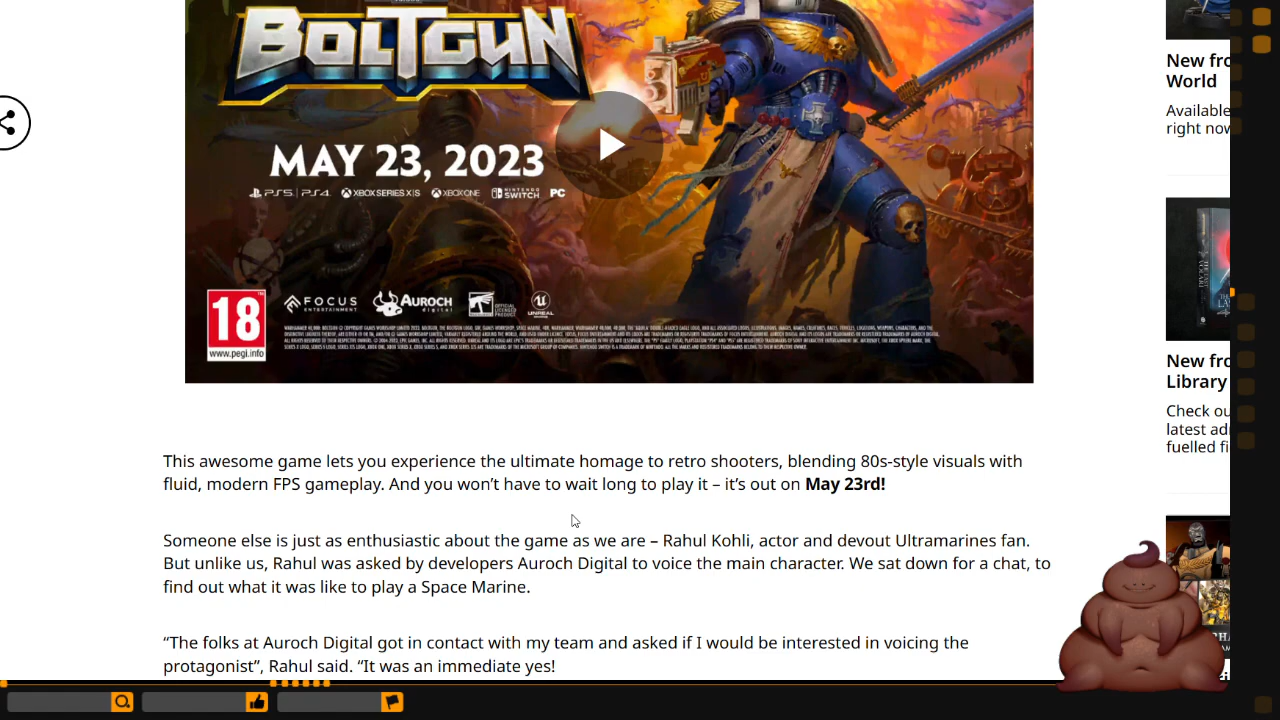 BOLTGUN
MAY 23, 2023
PS5 | PS4 XBOX SERIES X|S XBOX ONE NINTENDO SWITCH PC
18
www.pegi.info
FOCUS ENTERTAINMENT
AUROCH digital
OFFICIAL LICENSED PRODUCT
UNREAL
This awesome game lets you experience the ultimate homage to retro shooters, blending 80s-style visuals with
fluid, modern FPS gameplay. And you won’t have to wait long to play it – it’s out on May 23rd!
Someone else is just as enthusiastic about the game as we are – Rahul Kohli, actor and devout Ultramarines fan.
But unlike us, Rahul was asked by developers Auroch Digital to voice the main character. We sat down for a chat, to
find out what it was like to play a Space Marine.
“The folks at Auroch Digital got in contact with my team and asked if I would be interested in voicing the
protagonist”, Rahul said. “It was an immediate yes!
New fro
World
Available
right now
New fro
Library
Check ou
latest ad
fuelled fi